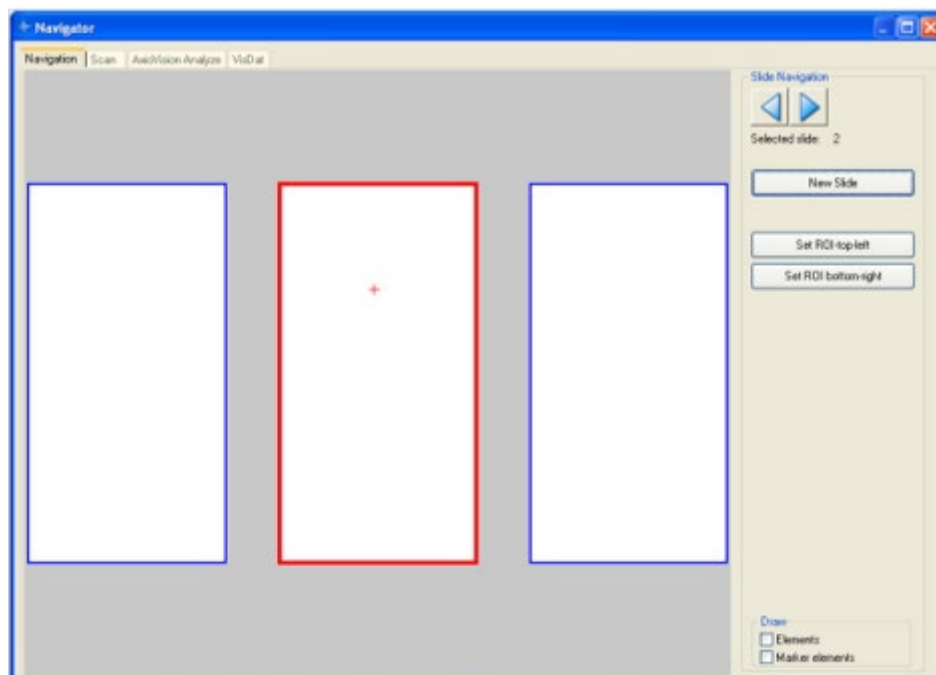 Navigator
Navigation Scan AxioVision Analyze VisDat
Slide Navigation
Selected slide: 2
New Slide
Set ROI-top-left
Set ROI bottom-right
Draw
Elements
Marker elements